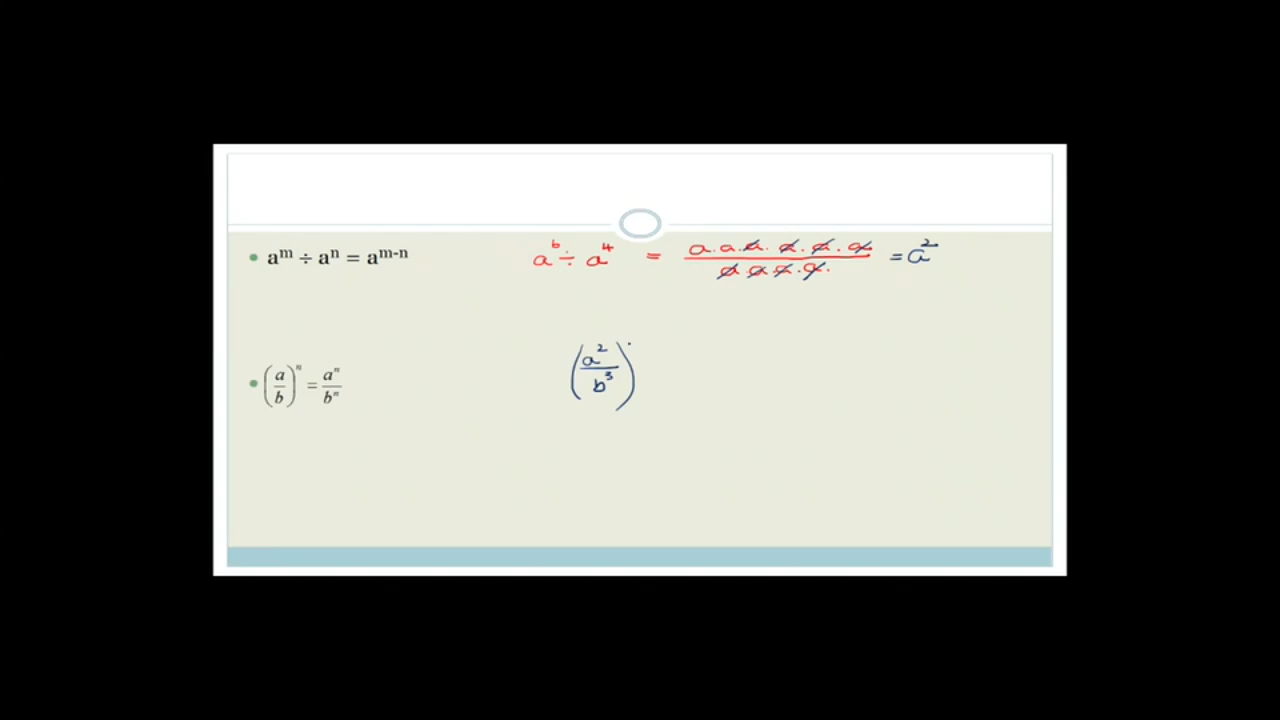 • aᵐ ÷ aⁿ = aᵐ⁻ⁿ a⁶ ÷ a⁴ = (a.a.a.a.a.a)/(a.a.a.a.) = a²
• (a/b)ⁿ = aⁿ/bⁿ (a²/b³)